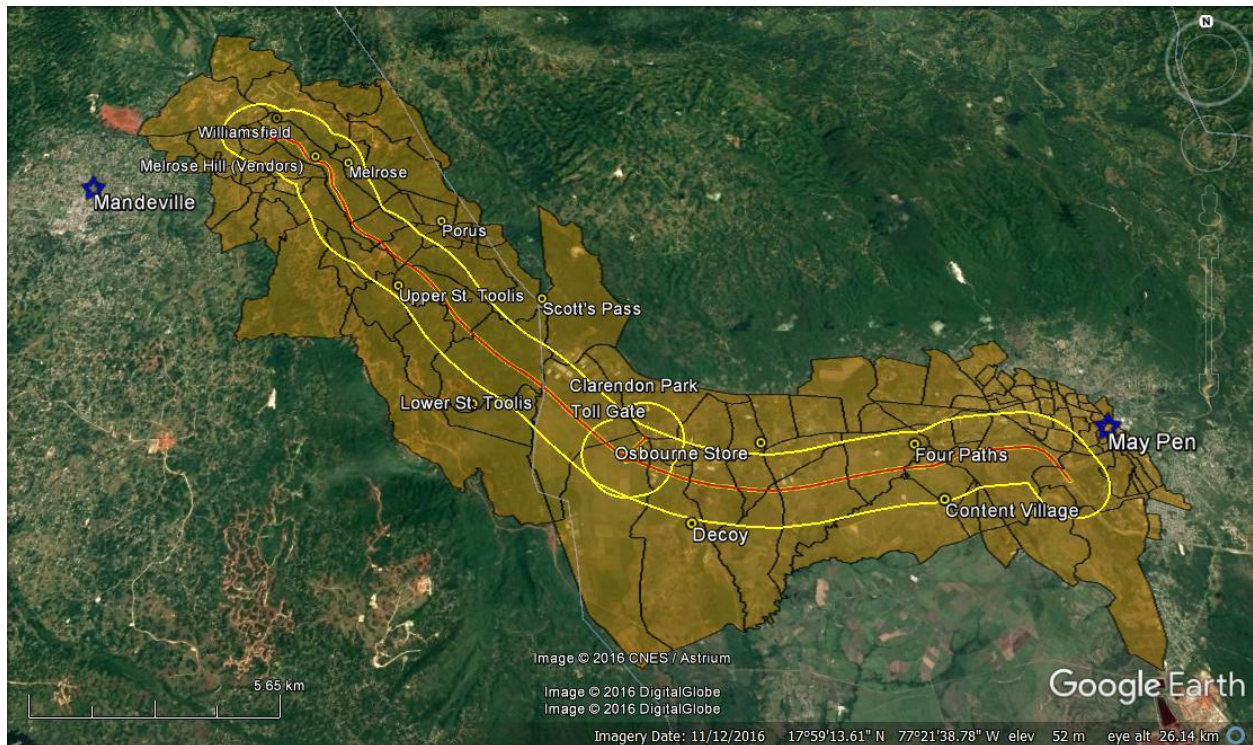 N
Williamsfield
Melrose Hill (Vendors)
Melrose
Mandeville
Porus
Upper St. Toolis
Scott's Pass
Clarendon Park
Lower St. Toolis
Toll Gate
Osbourne Store
Four Paths
May Pen
Content Village
Decoy
Image © 2016 CNES / Astrium
5.65 km
Image © 2016 DigitalGlobe
Image © 2016 DigitalGlobe
Google Earth
Imagery Date: 11/12/2016 17°59'13.61" N 77°21'38.78" W elev 52 m eye alt 26.14 km